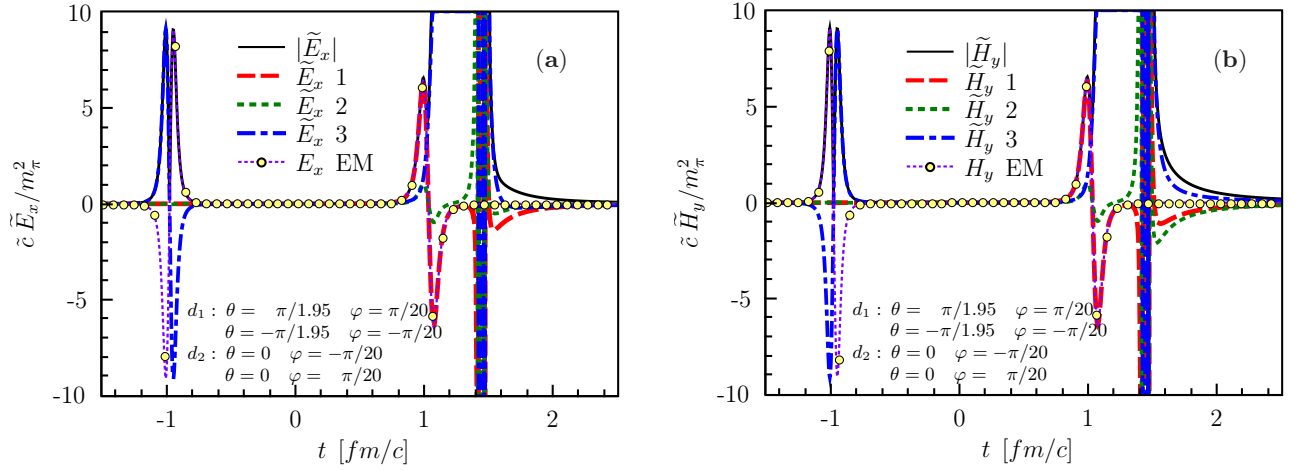 10
5
0
-5
-10
-1
0
1
2
c̃ Ẽx/m²π
t [fm/c]
(a)
|Ẽx|
Ẽx 1
Ẽx 2
Ẽx 3
Ex EM
d1 : θ = π/1.95 φ = π/20
θ = −π/1.95 φ = −π/20
d2 : θ = 0 φ = −π/20
θ = 0 φ = π/20
10
5
0
-5
-10
-1
0
1
2
c̃ H̃y/m²π
t [fm/c]
(b)
|H̃y|
H̃y 1
H̃y 2
H̃y 3
Hy EM
d1 : θ = π/1.95 φ = π/20
θ = −π/1.95 φ = −π/20
d2 : θ = 0 φ = −π/20
θ = 0 φ = π/20